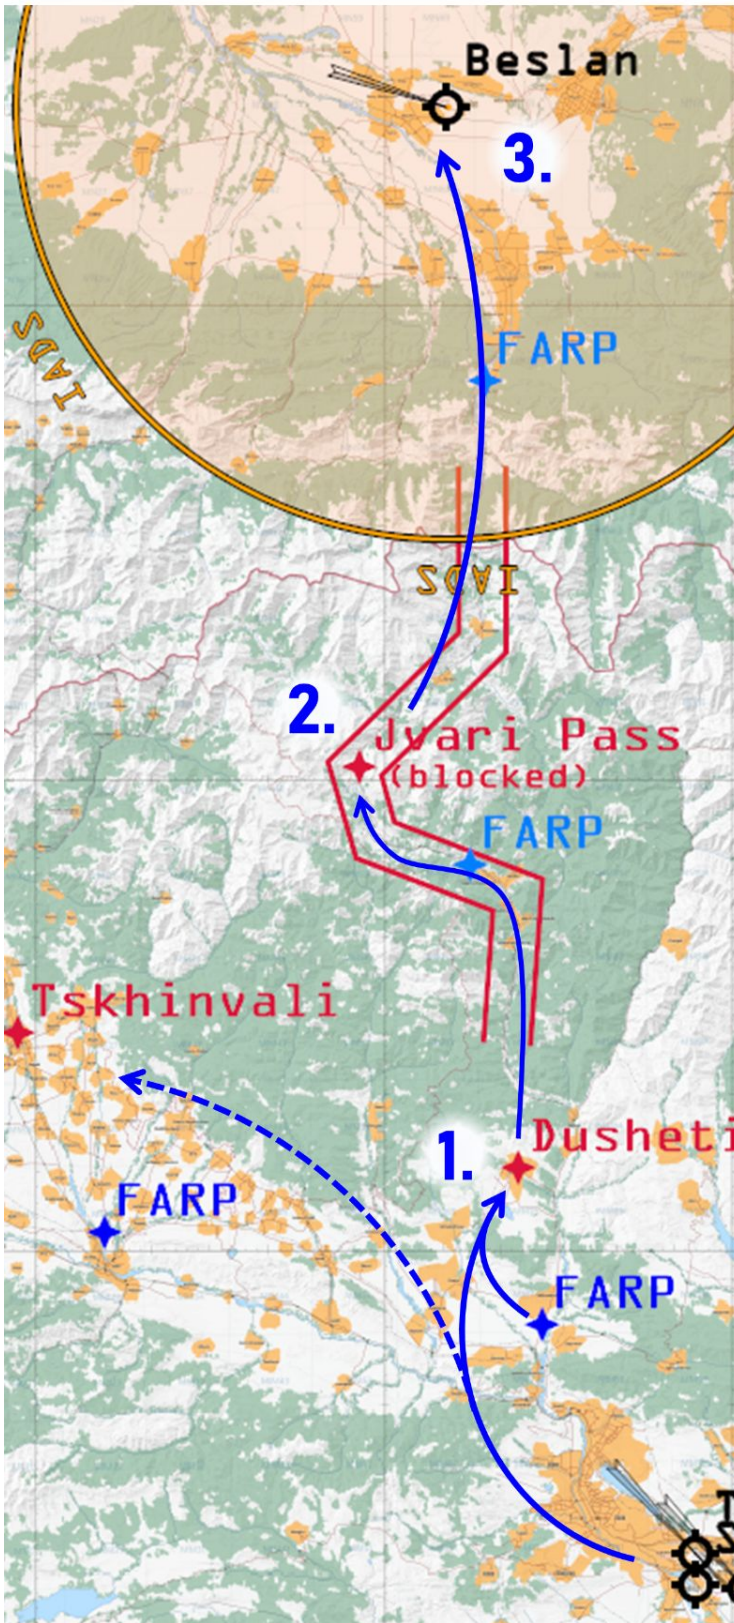 Beslan
3.
IADS
FARP
IADS
2.
Jvari Pass
(blocked)
FARP
Tskhinvali
1.
Dusheti
FARP
FARP